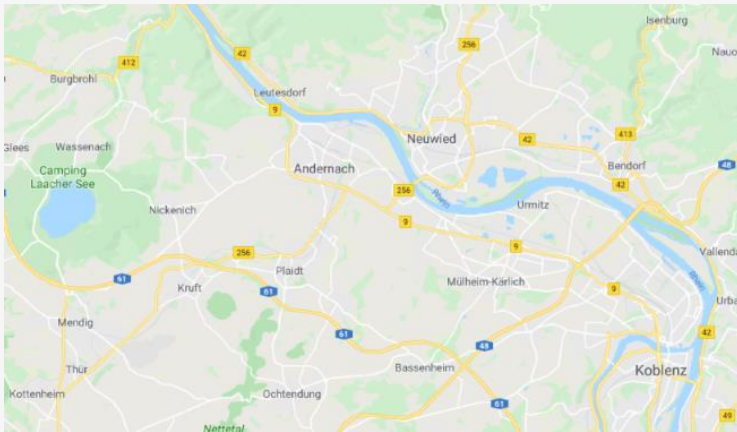 Isenburg
256
42
412
Nauo
Burgbrohl
Leutesdorf
9
413
Neuwied
42
Glees
Wassenach
Bendorf
48
Camping
Laacher See
Andernach
256
42
Rhein
Urmitz
Nickenich
9
9
256
Vallenda
Plaidt
61
Mülheim-Kärlich
Rhein
Kruft
61
9
Urba
Mendig
61
42
48
Thür
Bassenheim
Koblenz
Kottenheim
Ochtendung
61
49
Nettetal